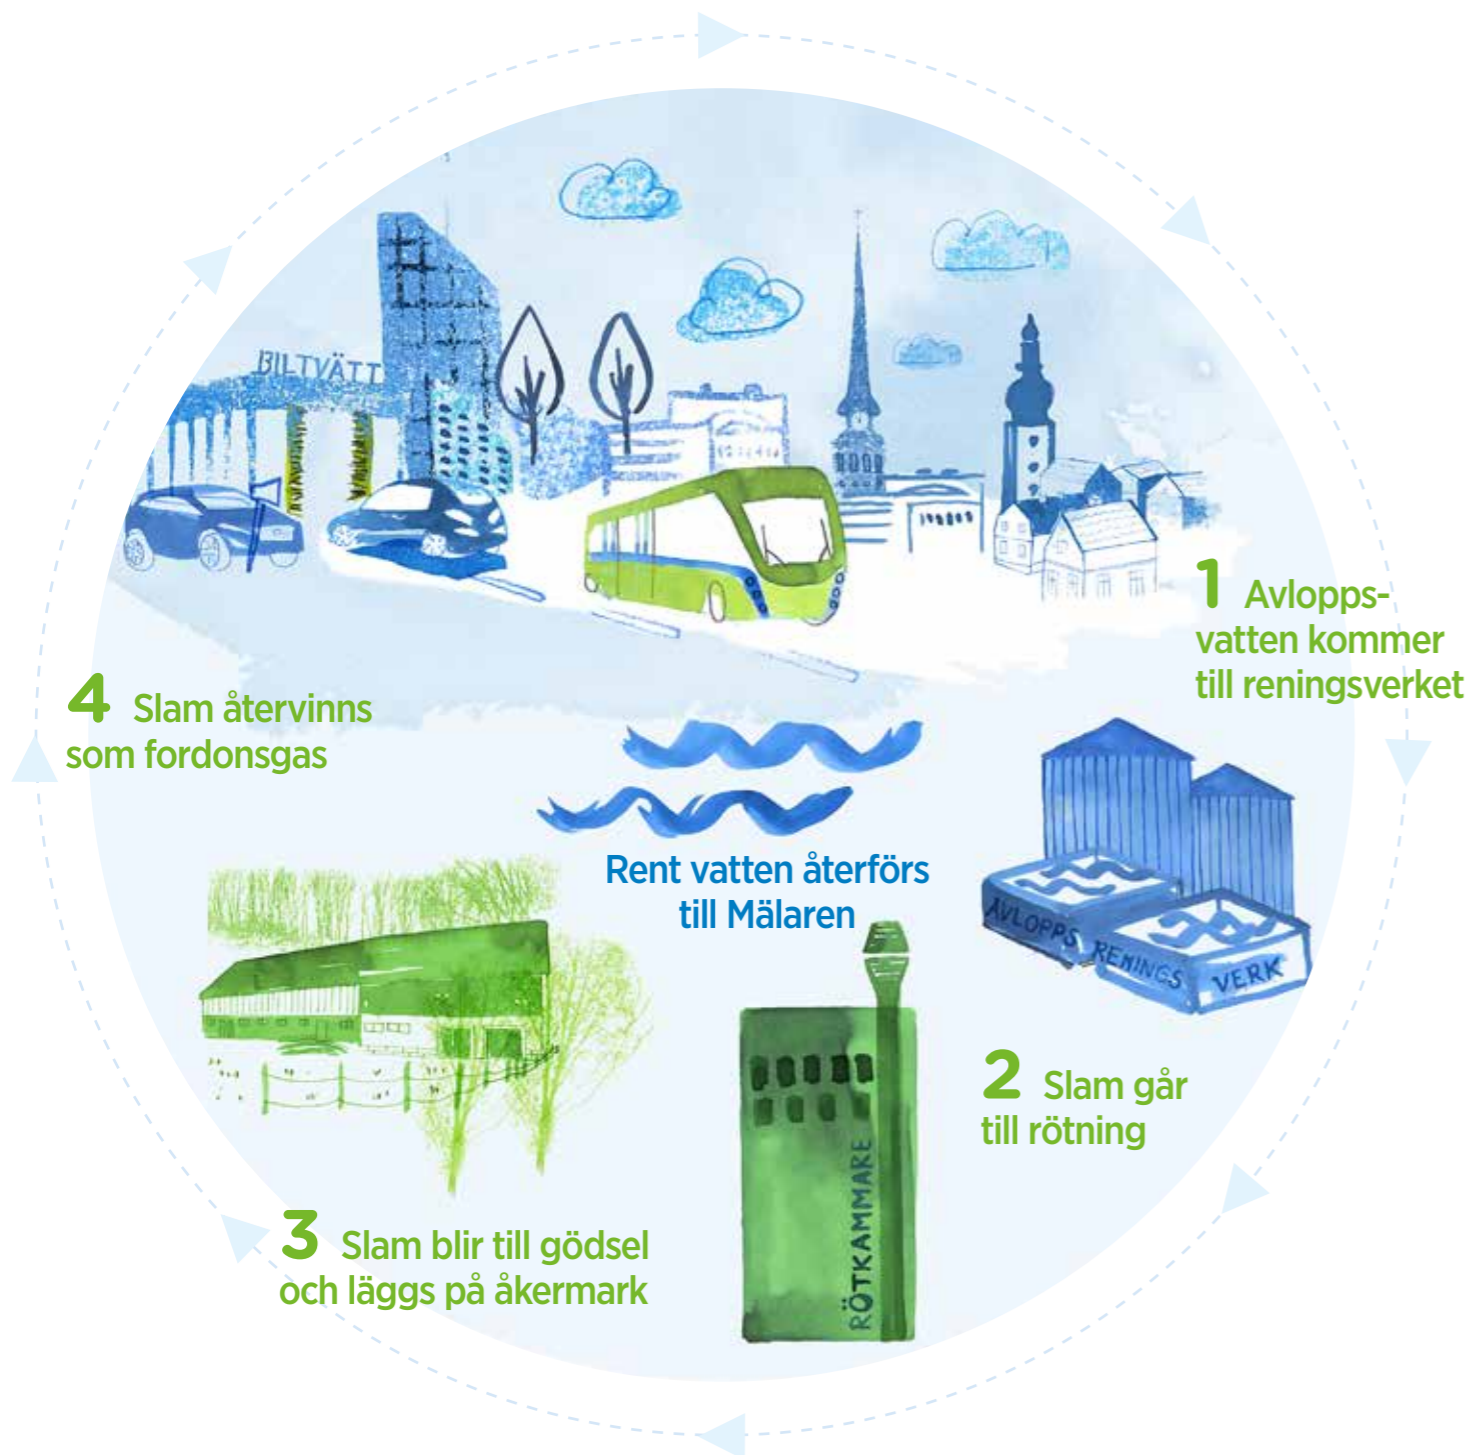 BILTVÄTT
1 Avlopps-
vatten kommer
till reningsverket
4 Slam återvinns
som fordonsgas
Rent vatten återförs
till Mälaren
AVLOPPS RENINGS VERK
2 Slam går
till rötning
RÖTKAMMARE
3 Slam blir till gödsel
och läggs på åkermark